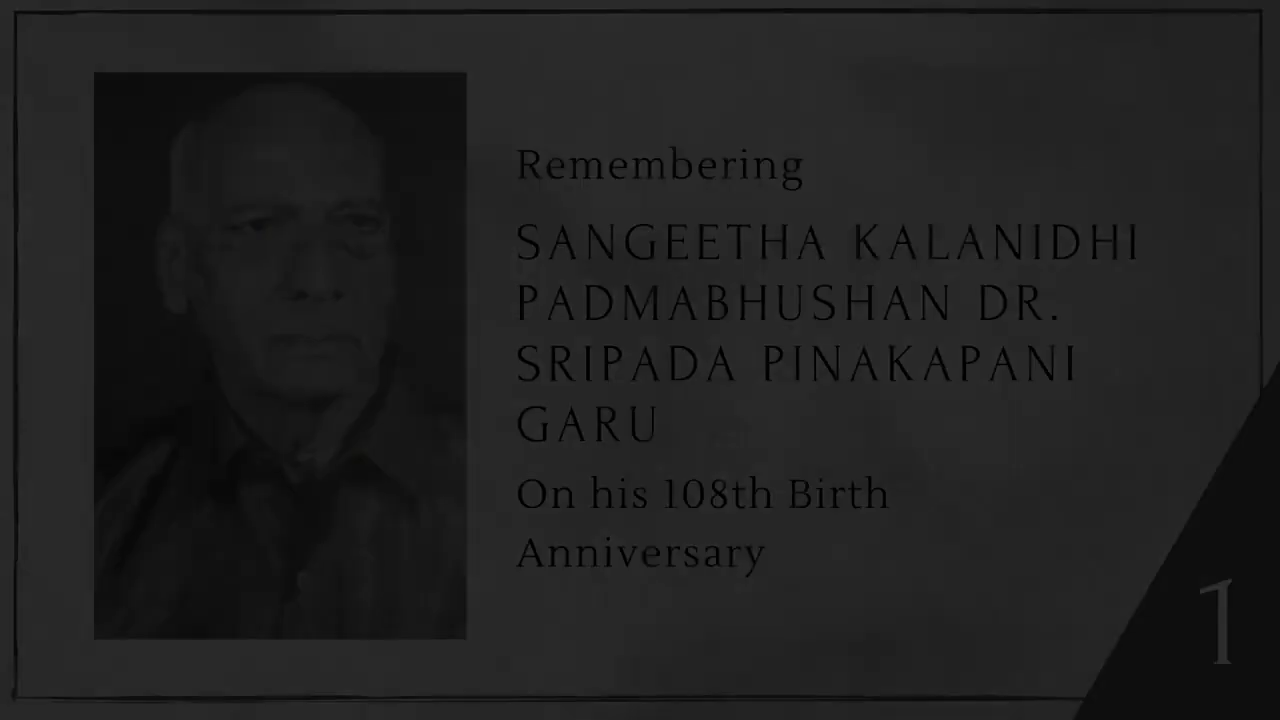 Remembering
SANGEETHA KALANIDHI
PADMABHUSHAN DR.
SRIPADA PINAKAPANI
GARU
On his 108th Birth
Anniversary
1